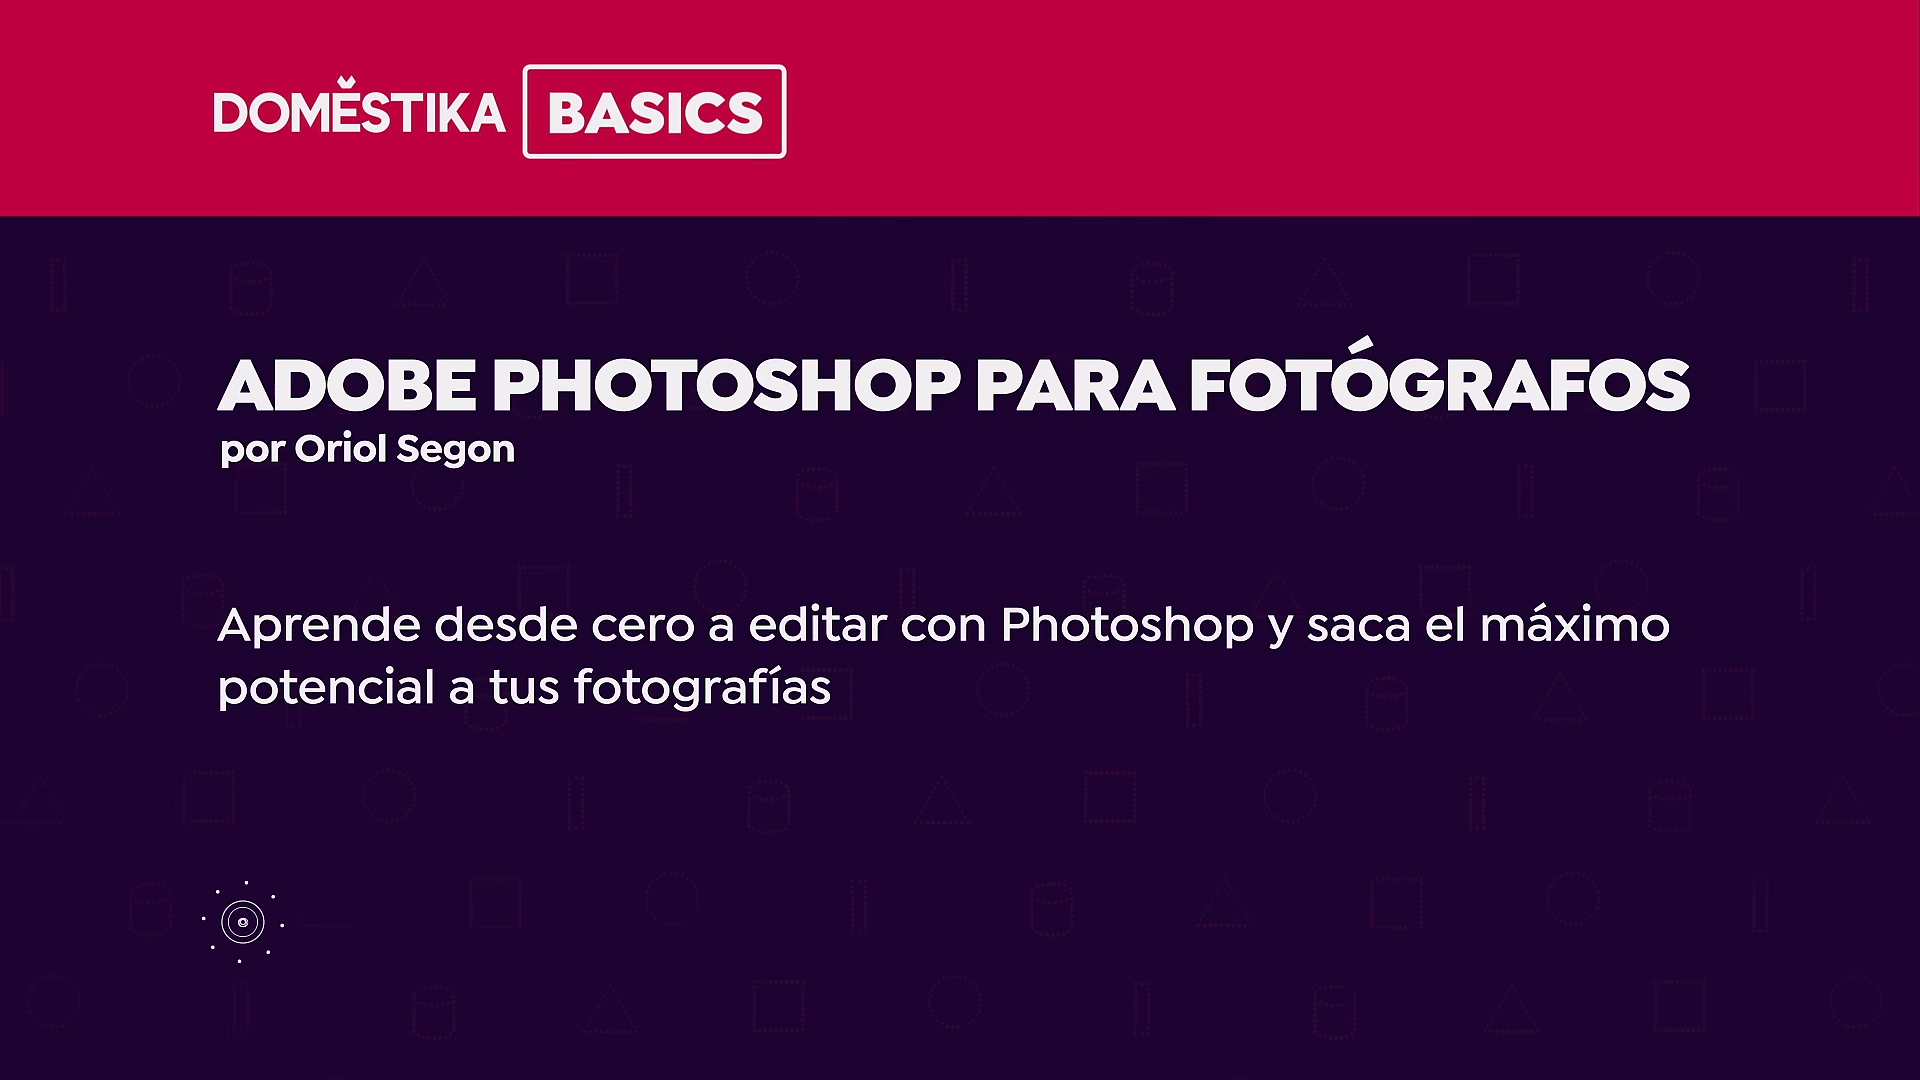 DOMĚSTIKA BASICS
ADOBE PHOTOSHOP PARA FOTÓGRAFOS
por Oriol Segon
Aprende desde cero a editar con Photoshop y saca el máximo
potencial a tus fotografías